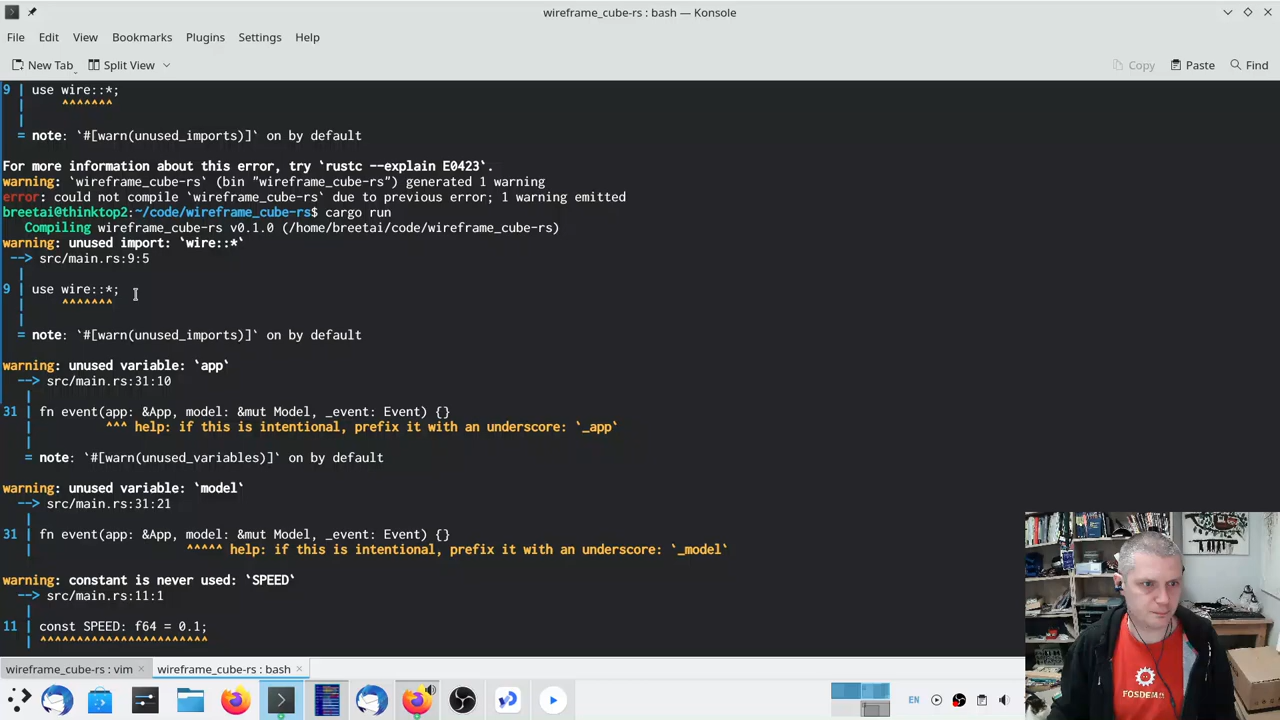 wireframe_cube-rs : bash — Konsole
File Edit View Bookmarks Plugins Settings Help
New Tab Split View Copy Paste Find
9 | use wire::*;
| ^^^^^^^
|
= note: `#[warn(unused_imports)]` on by default
For more information about this error, try `rustc --explain E0423`.
warning: `wireframe_cube-rs` (bin "wireframe_cube-rs") generated 1 warning
error: could not compile `wireframe_cube-rs` due to previous error; 1 warning emitted
breetai@thinktop2:~/code/wireframe_cube-rs$ cargo run
Compiling wireframe_cube-rs v0.1.0 (/home/breetai/code/wireframe_cube-rs)
warning: unused import: `wire::*`
--> src/main.rs:9:5
|
9 | use wire::*;
| ^^^^^^^
|
= note: `#[warn(unused_imports)]` on by default
warning: unused variable: `app`
--> src/main.rs:31:10
|
31 | fn event(app: &App, model: &mut Model, _event: Event) {}
| ^^^ help: if this is intentional, prefix it with an underscore: `_app`
|
= note: `#[warn(unused_variables)]` on by default
warning: unused variable: `model`
--> src/main.rs:31:21
|
31 | fn event(app: &App, model: &mut Model, _event: Event) {}
| ^^^^^ help: if this is intentional, prefix it with an underscore: `_model`
warning: constant is never used: `SPEED`
--> src/main.rs:11:1
|
11 | const SPEED: f64 = 0.1;
| ^^^^^^^^^^^^^^^^^^^^^^^
FOSDEM
wireframe_cube-rs : vim wireframe_cube-rs : bash
EN